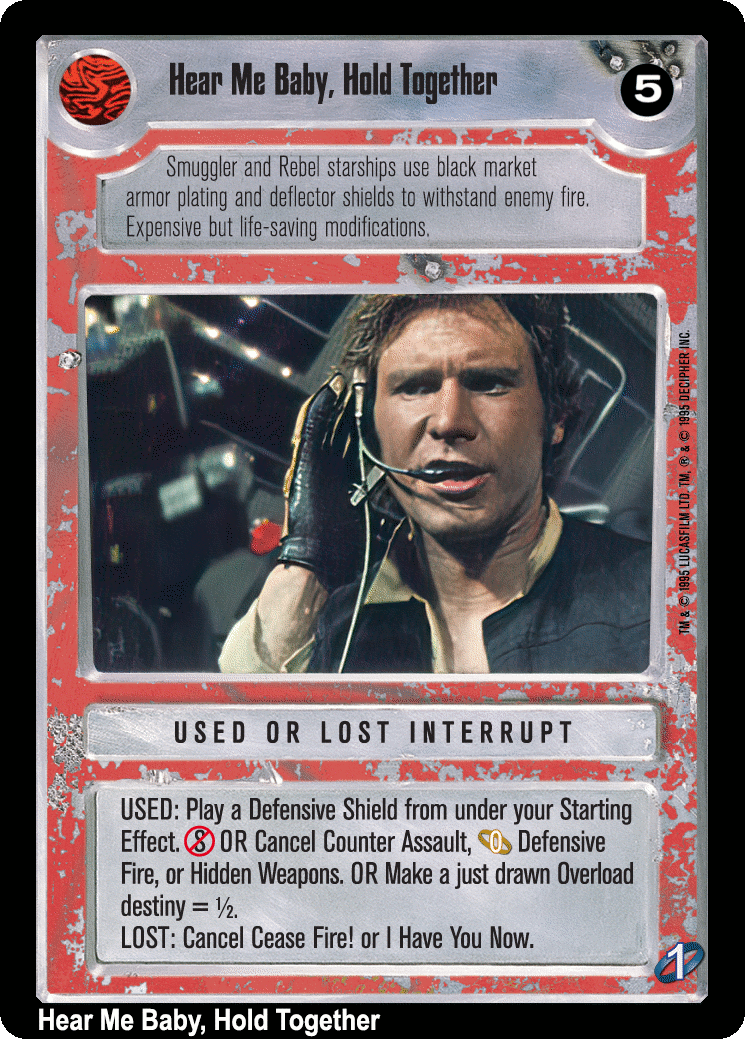 Hear Me Baby, Hold Together
5
Smuggler and Rebel starships use black market
armor plating and deflector shields to withstand enemy fire.
Expensive but life-saving modifications.
TM & © 1995 LUCASFILM LTD. TM, ® & © 1995 DECIPHER INC.
USED OR LOST INTERRUPT
USED: Play a Defensive Shield from under your Starting
Effect. 8 OR Cancel Counter Assault, 0 Defensive
Fire, or Hidden Weapons. OR Make a just drawn Overload
destiny = ½.
LOST: Cancel Cease Fire! or I Have You Now.
1
Hear Me Baby, Hold Together